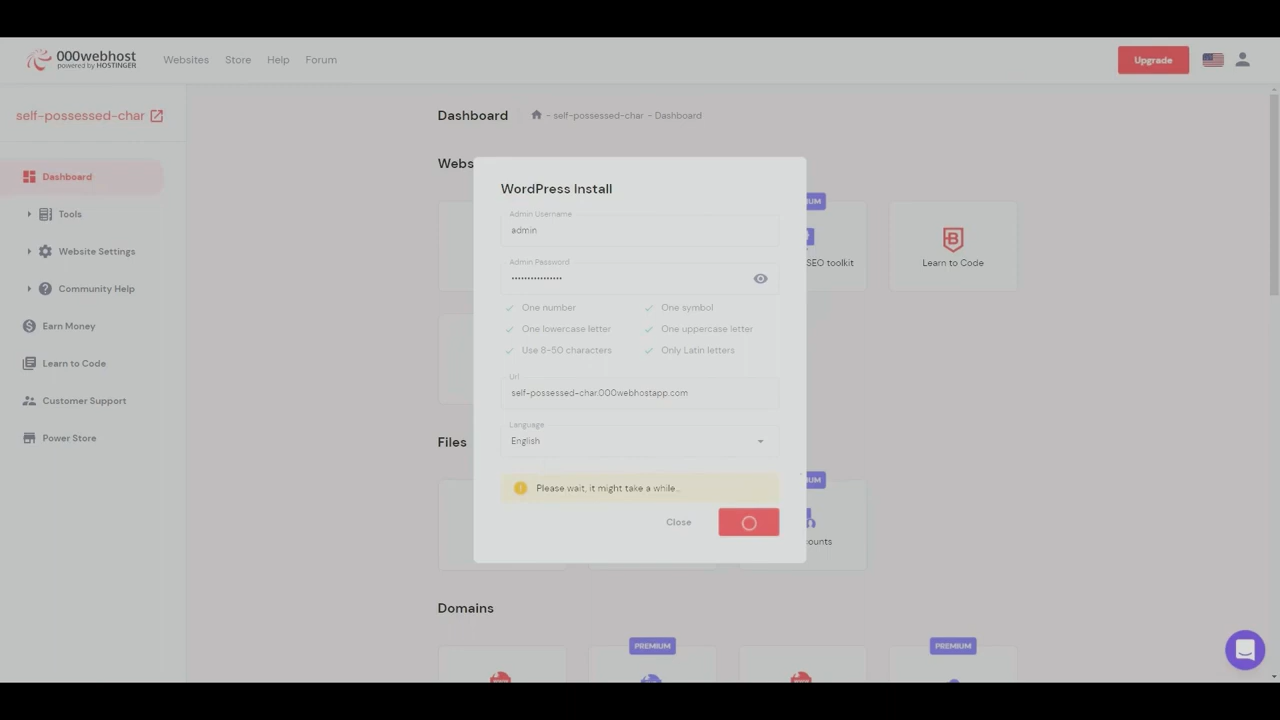 000webhost
powered by HOSTINGER
Websites
Store
Help
Forum
Upgrade
self-possessed-char
Dashboard
Tools
Website Settings
Community Help
Earn Money
Learn to Code
Customer Support
Power Store
Dashboard
- self-possessed-char - Dashboard
Webs
UM
SEO toolkit
Learn to Code
WordPress Install
Admin Username
admin
Admin Password
••••••••••••••••
One number
One symbol
One lowercase letter
One uppercase letter
Use 8-50 characters
Only Latin letters
Url
self-possessed-char.000webhostapp.com
Language
English
Please wait, it might take a while...
Close
Files
UM
ounts
Domains
PREMIUM
PREMIUM